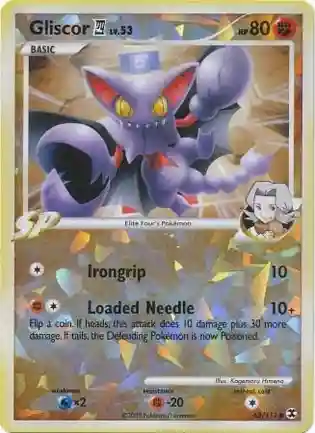 Gliscor 4 LV.53
HP 80
BASIC
SP
Elite Four's Pokémon
Irongrip 10
Loaded Needle 10+
Flip a coin. If heads, this attack does 10 damage plus 30 more damage. If tails, the Defending Pokémon is now Poisoned.
weakness
resistance
retreat cost
×2
Illus. Kagemaru Himeno
©2009 Pokémon/Nintendo